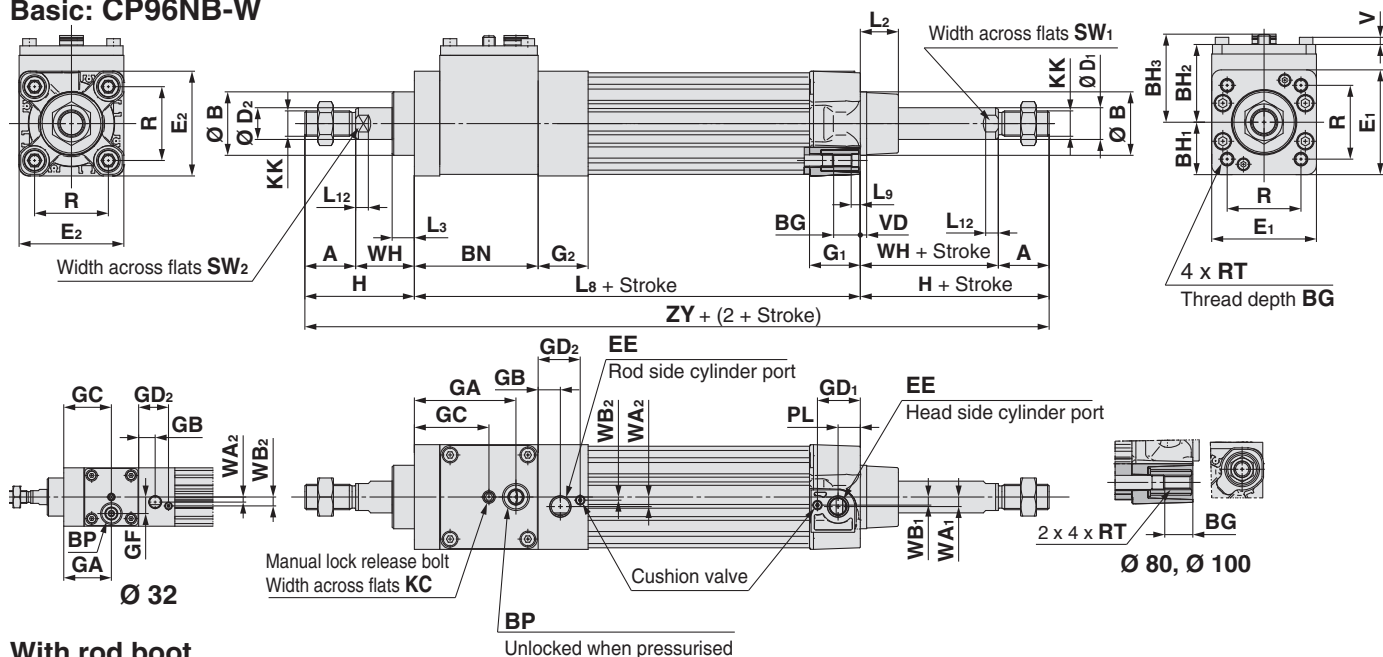 Basic: CP96NB-W
L2
Width across flats SW1
V
KK
Ø D1
Ø B
BH3
BH2
BH1
R
E2
Ø B
Ø D2
KK
R
E1
R
E2
L12
L3
L9
BG
VD
L12
R
E1
Width across flats SW2
A
WH
BN
G2
G1
WH + Stroke
A
4 x RT
Thread depth BG
H
L8 + Stroke
H + Stroke
ZY + (2 + Stroke)
GD2
EE
Rod side cylinder port
GC
GD2
GB
WA2
WB2
GA
GB
GC
WB2
WA2
GD1
PL
EE
Head side cylinder port
BP
GF
GA
Ø 32
Manual lock release bolt
Width across flats KC
Cushion valve
WB1
WA1
2 x 4 x RT
BG
Ø 80, Ø 100
BP
Unlocked when pressurised
With rod boot